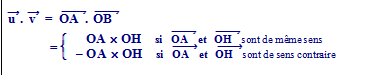 u . v = OA . OB
= { OA × OH si OA et OH sont de même sens
− OA × OH si OA et OH sont de sens contraire